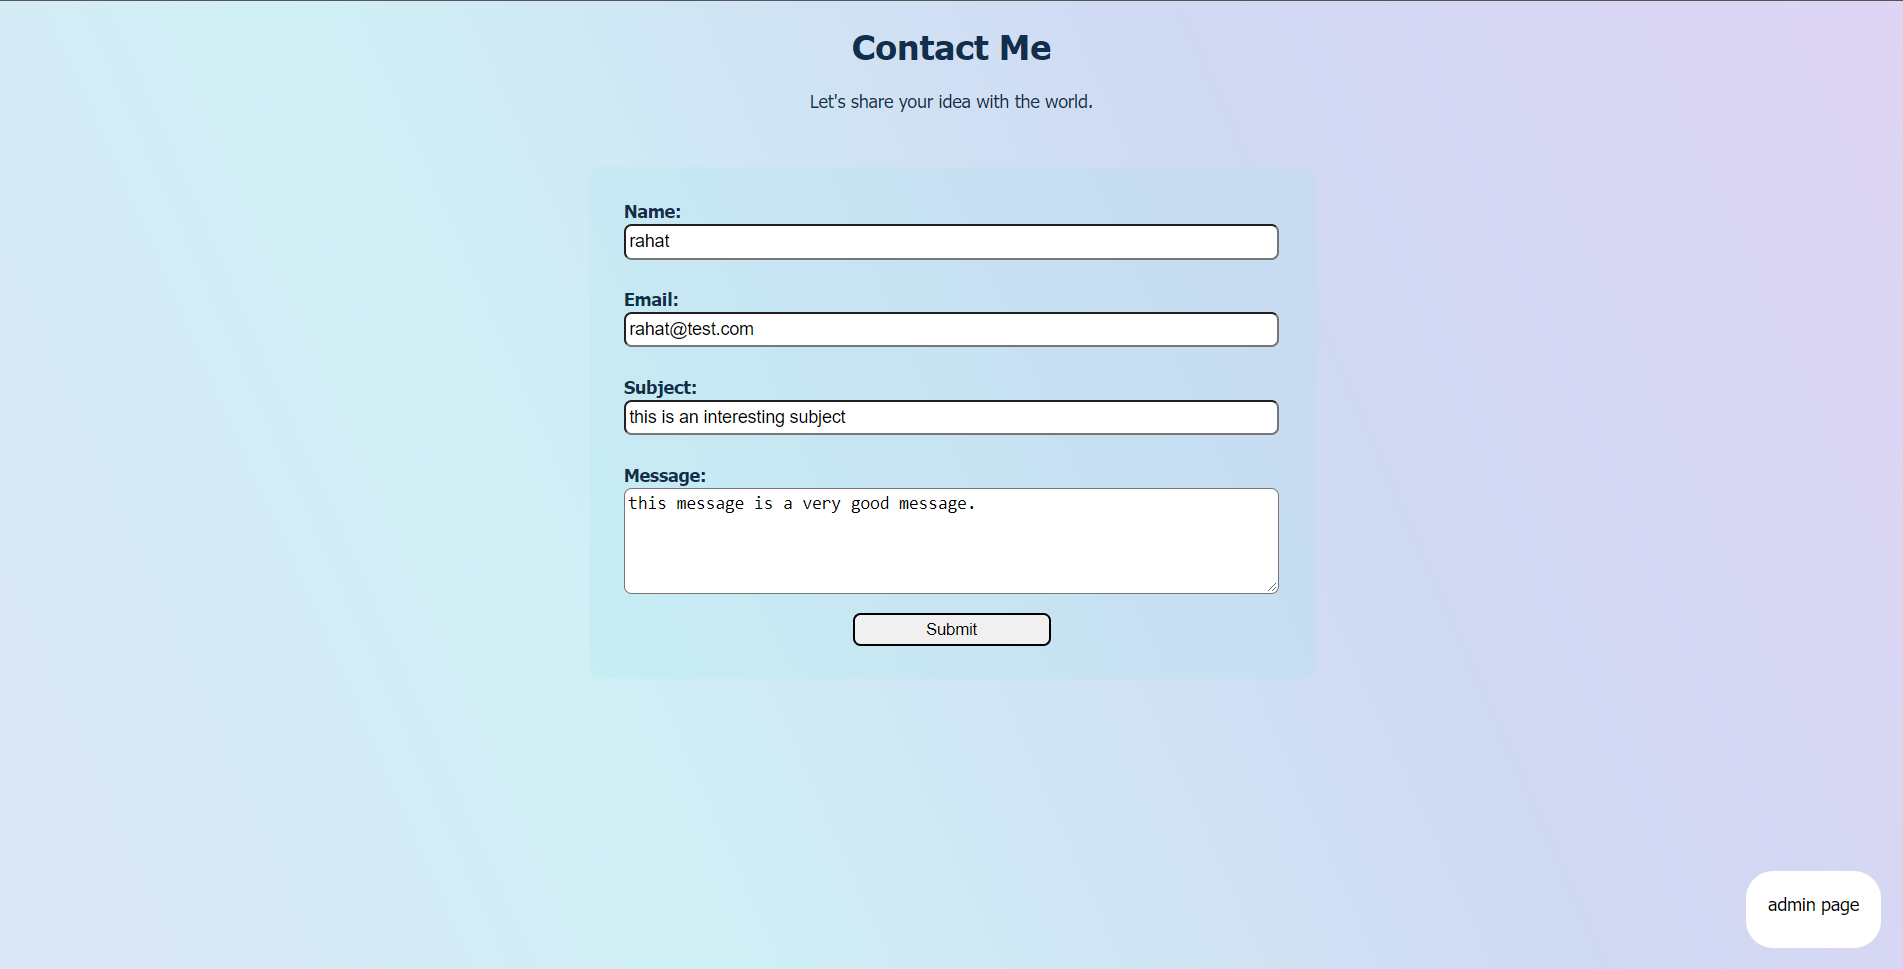 Contact Me
Let's share your idea with the world.
Name:
rahat
Email:
rahat@test.com
Subject:
this is an interesting subject
Message:
this message is a very good message.
Submit
admin page